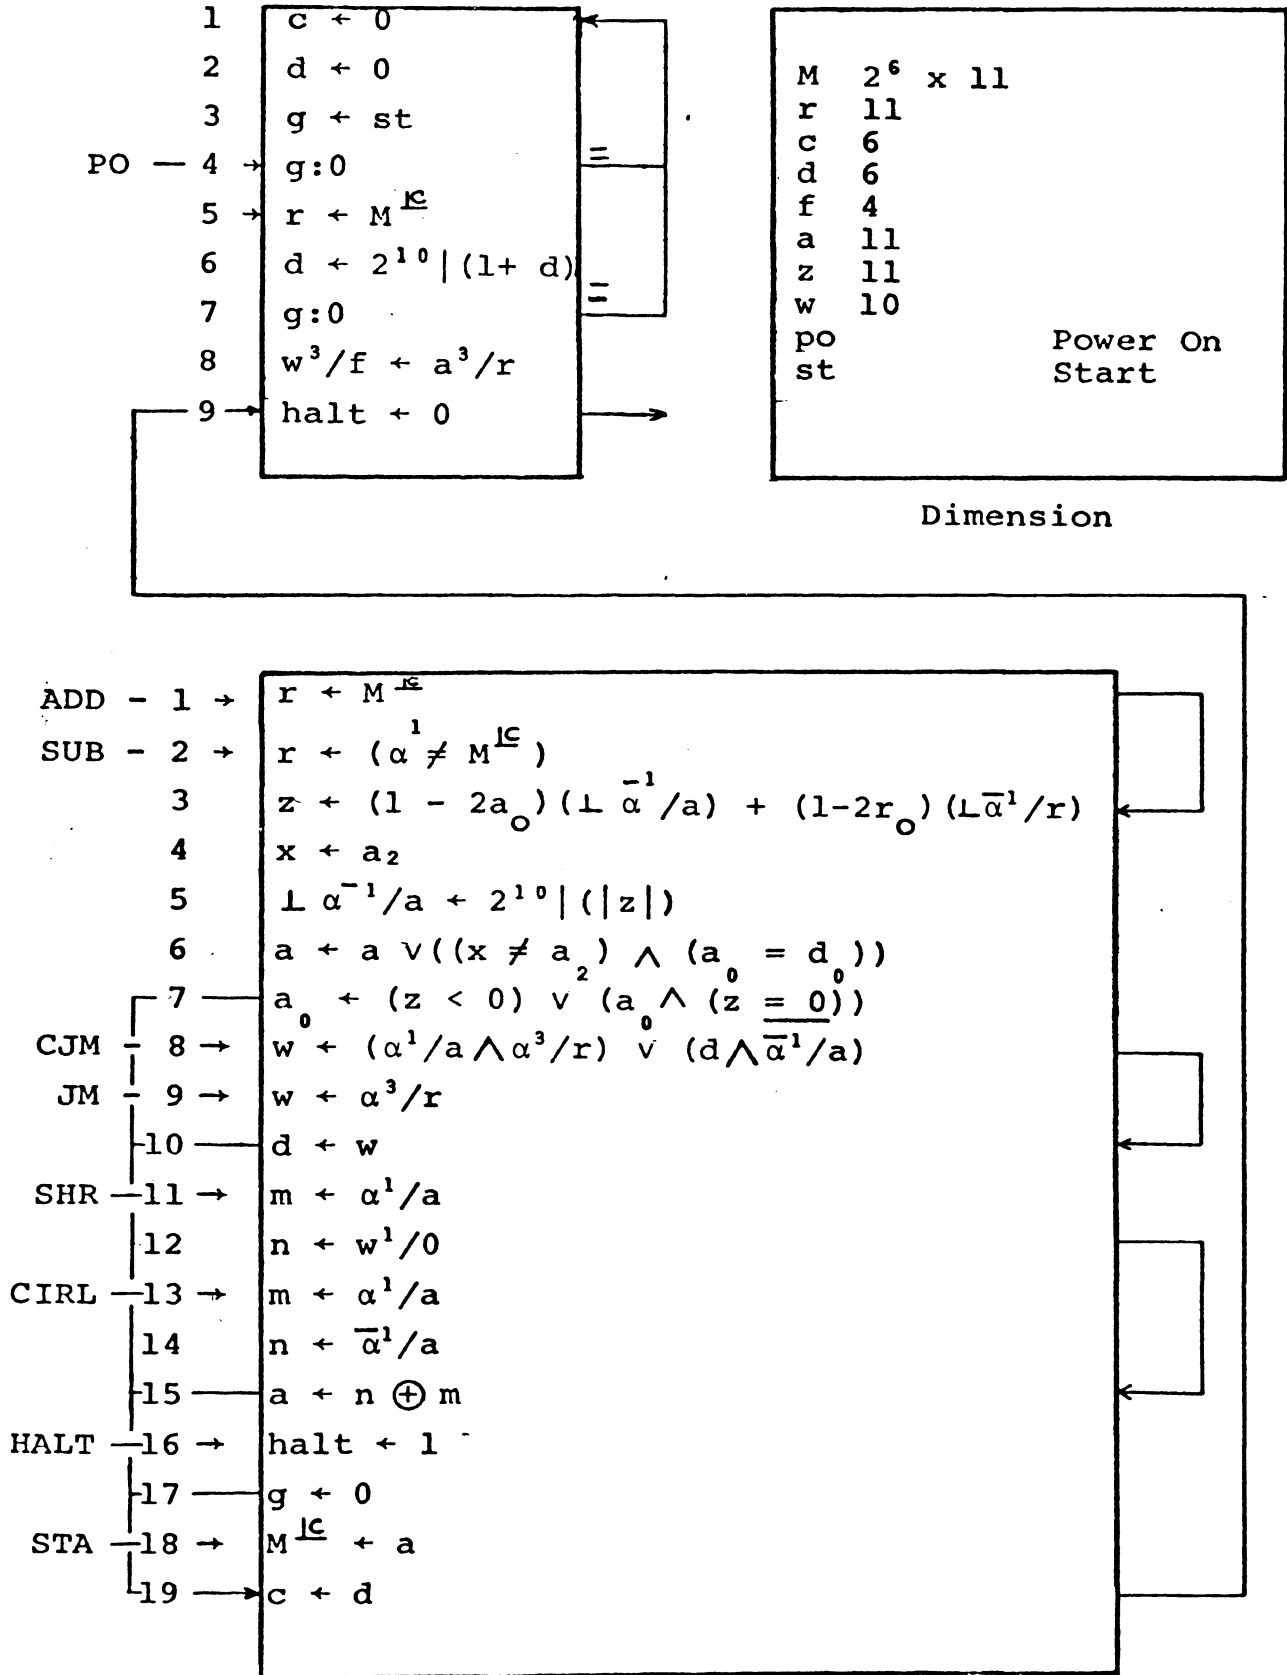 1 c ← 0
2 d ← 0
3 g ← st
PO — 4 → g:0 =
5 → r ← M^⊥c
6 d ← 2¹⁰|(1+ d)
7 g:0 =
8 w³/f ← a³/r
9 → halt ← 0
M 2⁶ x 11
r 11
c 6
d 6
f 4
a 11
z 11
w 10
po Power On
st Start
Dimension
ADD - 1 → r ← M^⊥c
SUB - 2 → r ← (α¹ ≠ M^⊥c)
3 z ← (1 - 2a₀)(⊥ α̅¹/a) + (1-2r₀)(⊥α̅¹/r)
4 x ← a₂
5 ⊥ α⁻¹/a ← 2¹⁰|(|z|)
6 a ← a ∨((x ≠ a₂) ∧ (a₀ = d₀))
7 a₀ ← (z < 0) ∨ (a₀ ∧ (z = 0))
CJM - 8 → w ← (α¹/a ∧ α³/r) ∨ (d ∧ α̅¹/a)
JM - 9 → w ← α³/r
10 d ← w
SHR — 11 → m ← α¹/a
12 n ← w¹/0
CIRL — 13 → m ← α¹/a
14 n ← α̅¹/a
15 a ← n ⊕ m
HALT — 16 → halt ← 1
17 g ← 0
STA — 18 → M^⊥c ← a
19 → c ← d